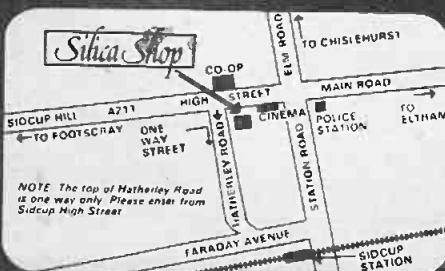 Silica Shop
ELM ROAD
TO CHISLEHURST
CO-OP
HIGH STREET
MAIN ROAD
SIDCUP HILL A211
TO FOOTSCRAY
ONE
WAY
STREET
CINEMA
POLICE
STATION
TO
ELTHAM
HATHERLEY ROAD
STATION ROAD
NOTE The top of Hatherley Road
is one way only. Please enter from
Sidcup High Street
FARADAY AVENUE
SIDCUP
STATION